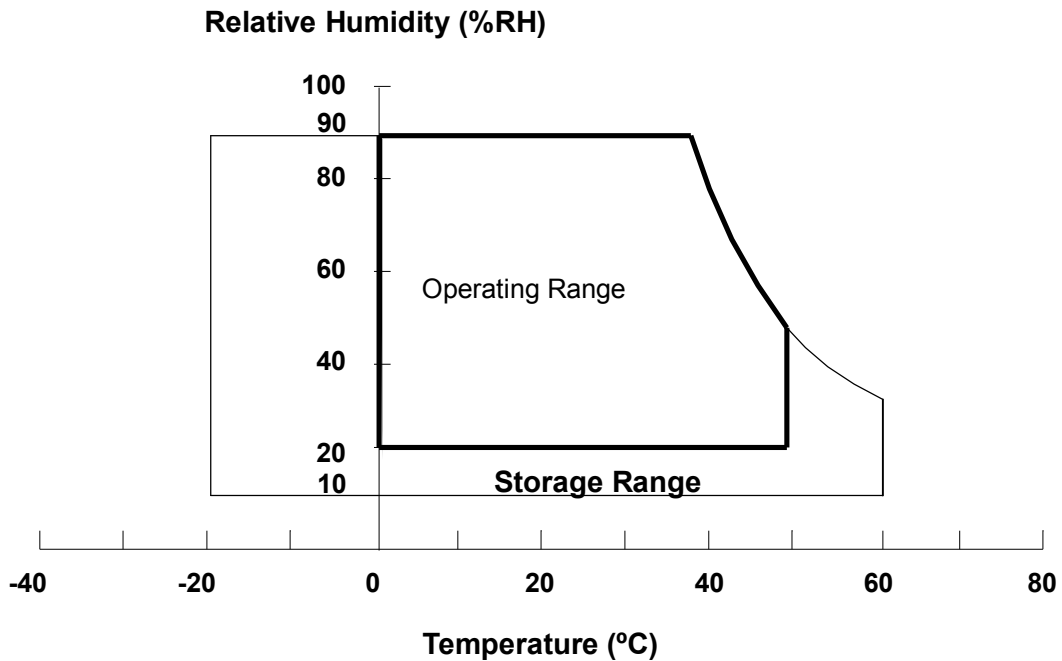 Relative Humidity (%RH)
100
90
80
60
Operating Range
40
20
10
Storage Range
-40 -20 0 20 40 60 80
Temperature (ºC)